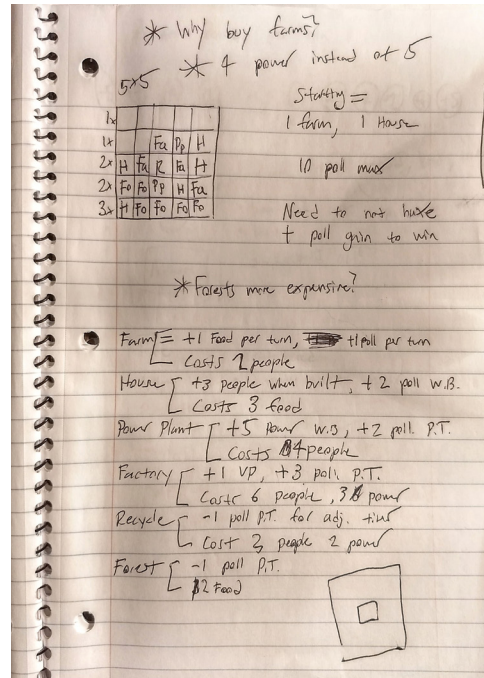 * Why buy farms?
* 4 power instead of 5
5x5
Starting =
1x
1 farm, 1 House
1x Fa Pp H
2x H Fa R Fa H
10 poll max
2x Fo Fo Pp H Fa
3x H Fo Fo Fo Fo
Need to not have
+ poll gain to win
* Forests more expensive?
Farm = +1 Food per turn, +1 poll per turn
Costs 2 people
House +3 people when built, +2 poll W.B.
Costs 3 food
Power Plant +5 Power W.B, +2 poll. P.T.
Costs 4 people
Factory +1 VP, +3 poll P.T.
Costs 6 people, 3 power
Recycle -1 poll P.T. for adj. tiles
Cost 3 people 2 power
Forest -1 poll P.T.
2 Food